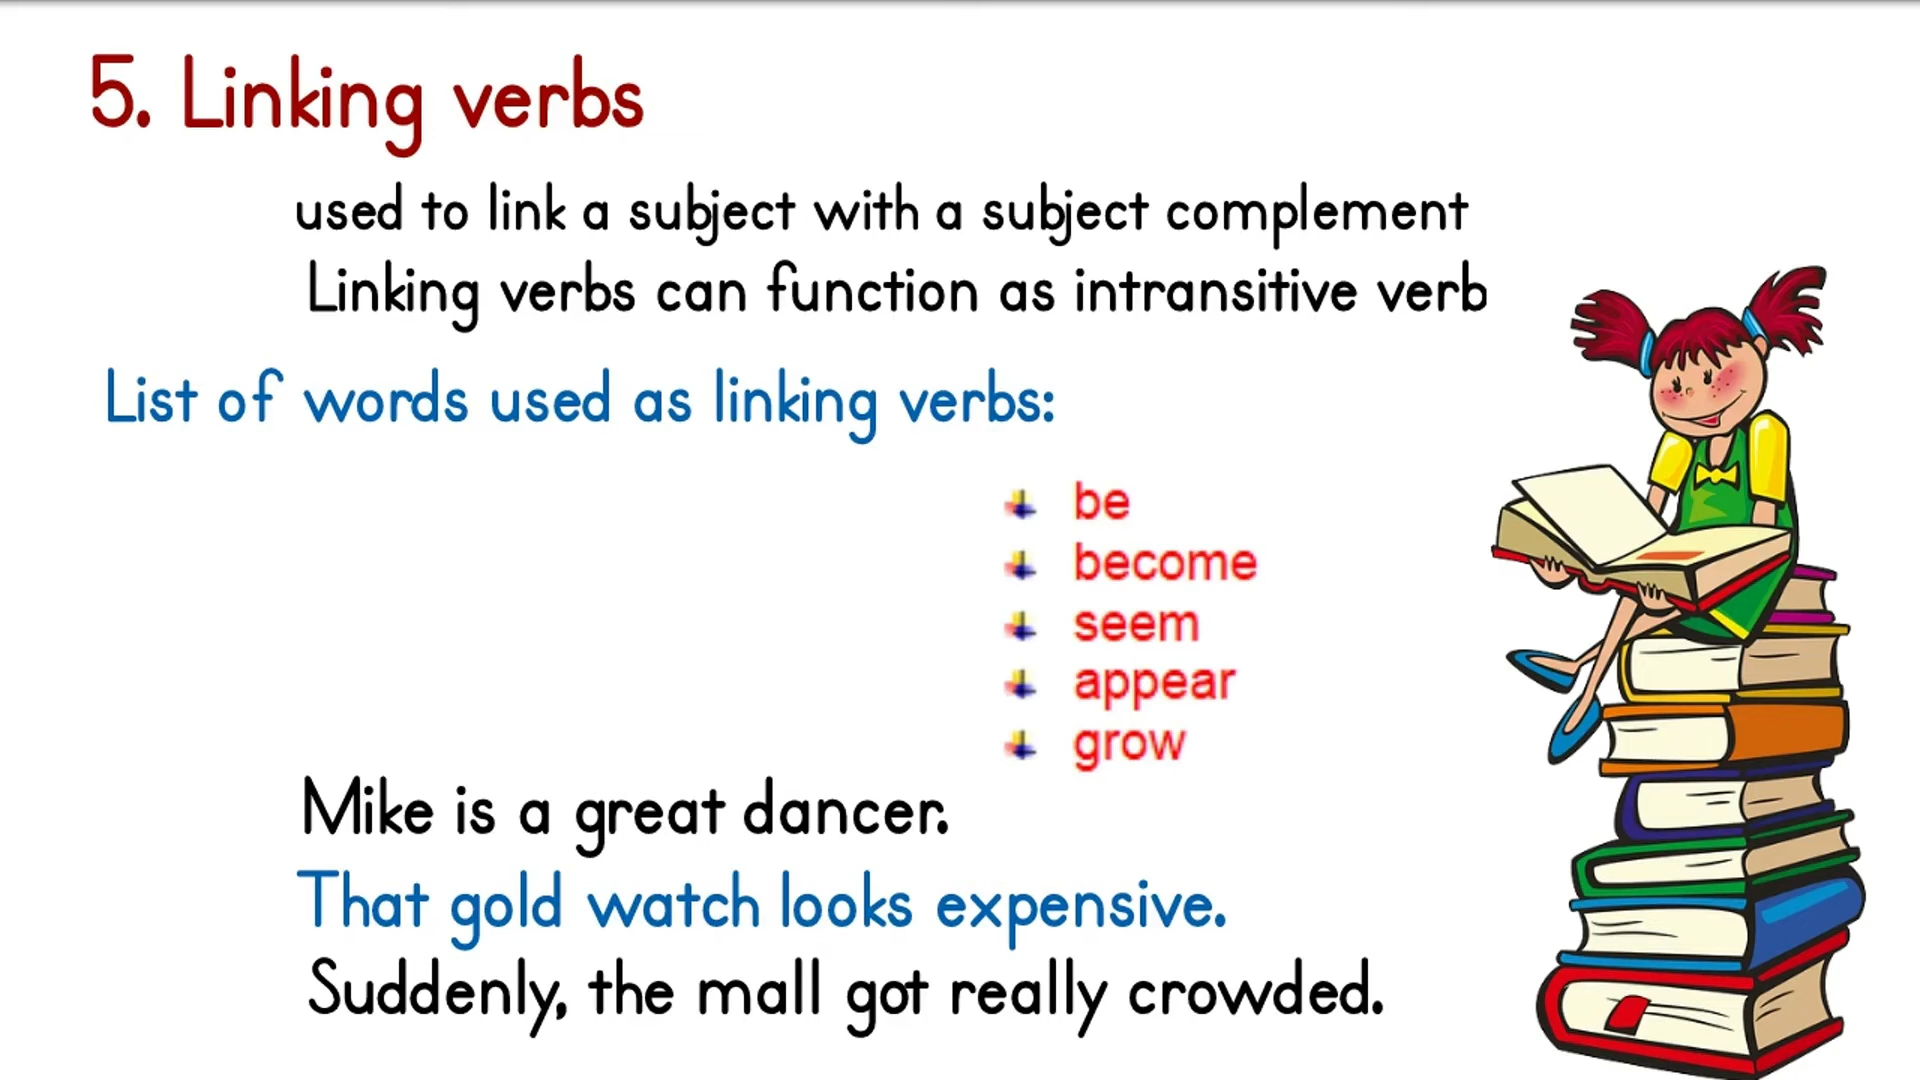 5. Linking verbs
used to link a subject with a subject complement
Linking verbs can function as intransitive verb
List of words used as linking verbs:
be
become
seem
appear
grow
Mike is a great dancer.
That gold watch looks expensive.
Suddenly, the mall got really crowded.